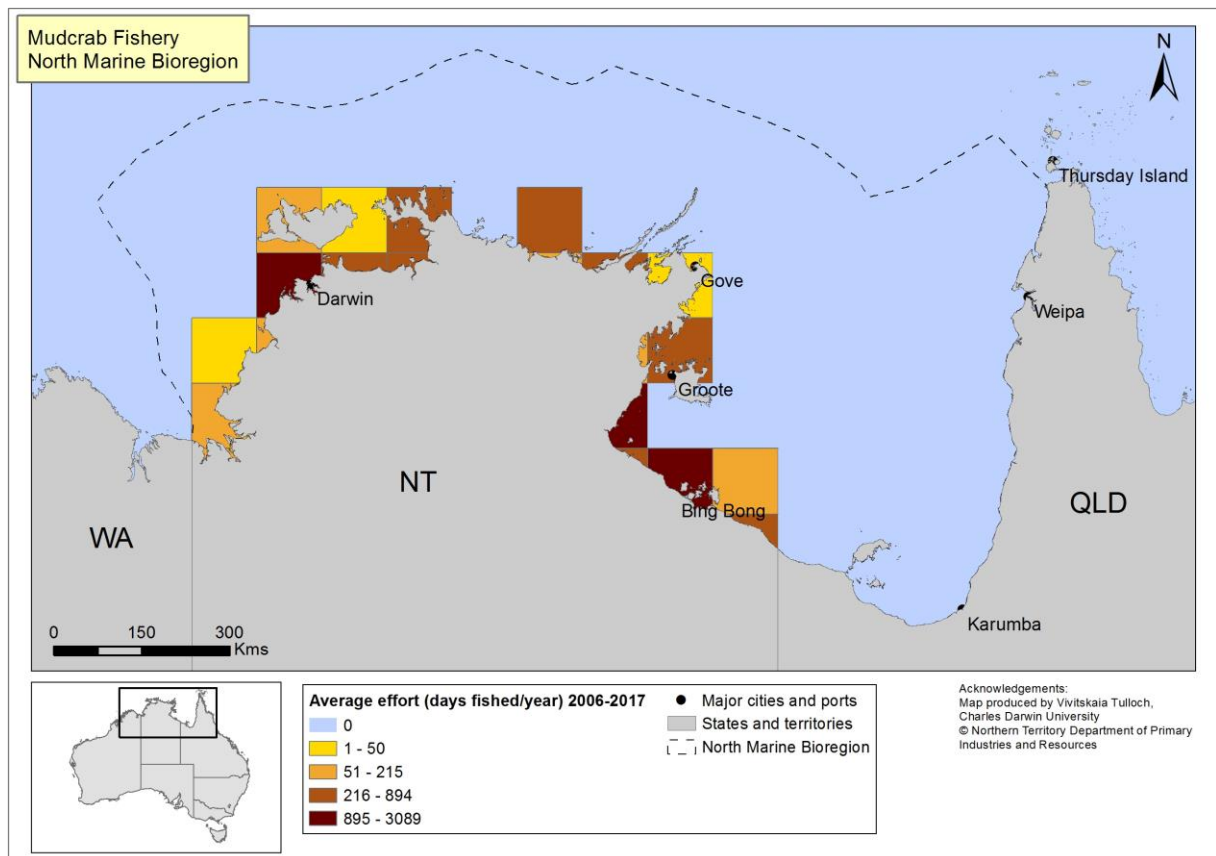 Mudcrab Fishery
North Marine Bioregion
N
Thursday Island
Gove
Darwin
Weipa
Groote
NT
Bing Bong
QLD
WA
0 150 300
Kms
Karumba
Average effort (days fished/year) 2006-2017
0
1 - 50
51 - 215
216 - 894
895 - 3089
Major cities and ports
States and territories
North Marine Bioregion
Acknowledgements:
Map produced by Vivitskaia Tulloch,
Charles Darwin University
© Northern Territory Department of Primary
Industries and Resources